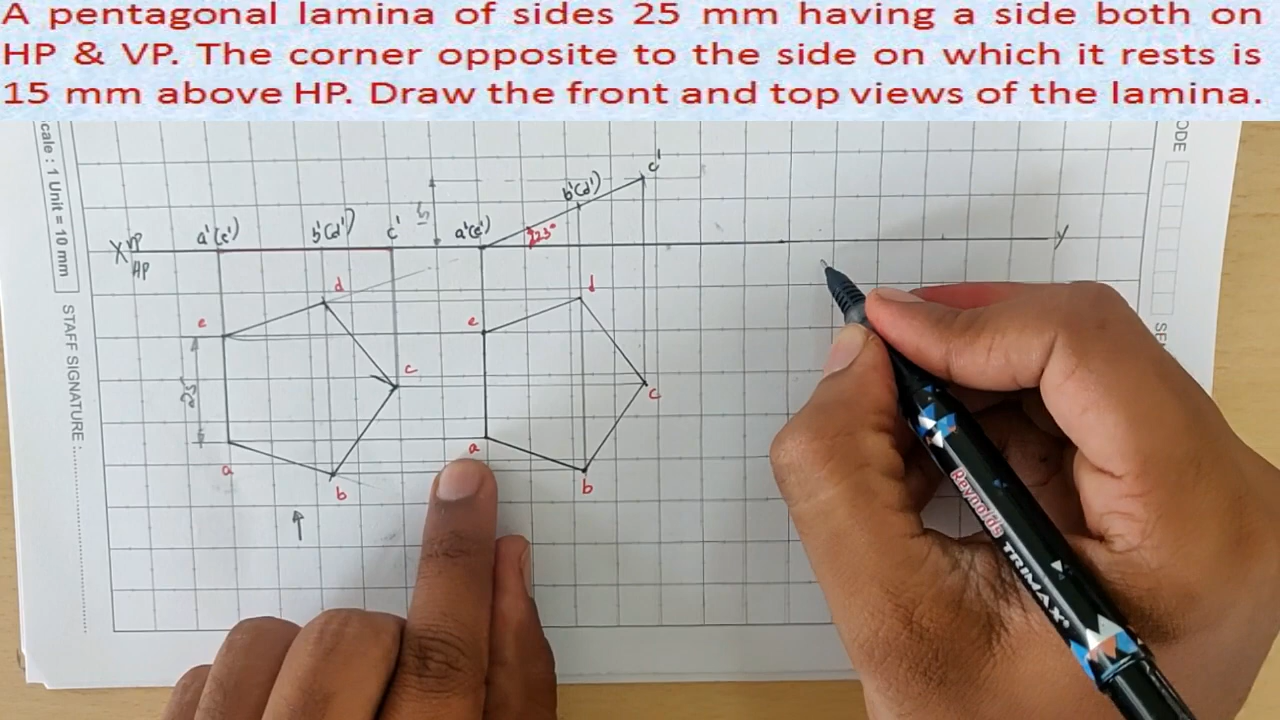 A pentagonal lamina of sides 25 mm having a side both on
HP & VP. The corner opposite to the side on which it rests is
15 mm above HP. Draw the front and top views of the lamina.
cale : 1 Unit = 10 mm
STAFF SIGNATURE :
ODE
X VP
HP
a'(e')
b'(d')
c'
15
a'(e')
23°
b'(d')
c'
y
e
d
c
25
a
b
e
d
c
a
b
Reynolds TRIMAX